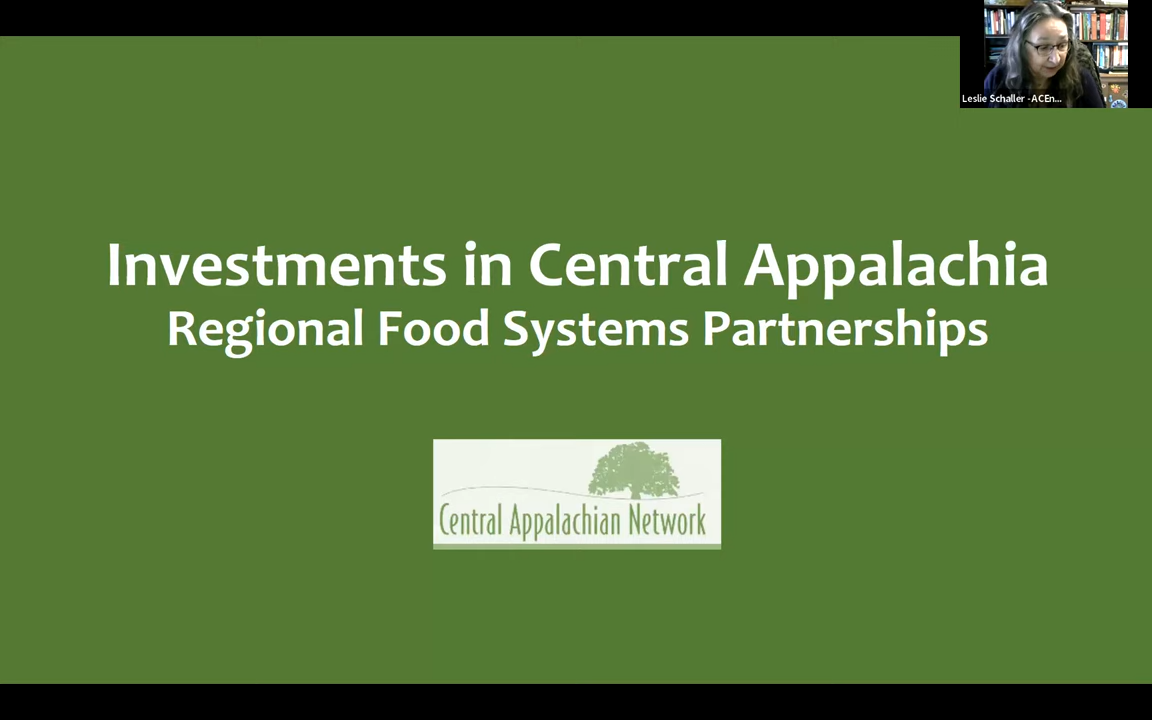 Leslie Schaller - ACEn...
Investments in Central Appalachia
Regional Food Systems Partnerships
Central Appalachian Network